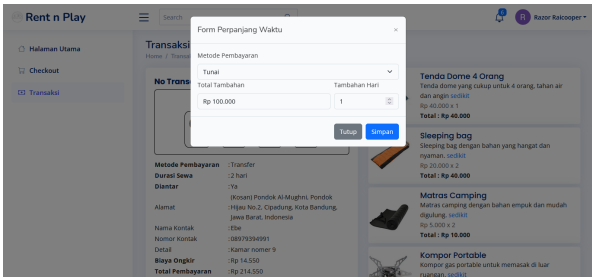 Rent n Play
Search
R Razor Raicooper
Halaman Utama
Checkout
Transaksi
Transaksi
Home /
Form Perpanjang Waktu
×
Metode Pembayaran
Tunai
Total Tambahan
Tambahan Hari
Rp 100.000
1
Tutup
Simpan
No Trans
Metode Pembayaran : Transfer
Durasi Sewa : 2 hari
Diantar : Ya
Alamat : (Kosan) Pondok Al-Mughni, Pondok
Hijau No.2, Cipadung, Kota Bandung,
Jawa Barat, Indonesia
Nama Kontak : Ebe
Nomor Kontak : 08979394991
Detail : Kamar nomer 9
Biaya Ongkir : Rp 14.550
Total Pembayaran : Rp 214.550
Tenda Dome 4 Orang
Tenda dome yang cukup untuk 4 orang, tahan air
dan angin sedikit
Rp 40.000 x 1
Total : Rp 40.000
Sleeping bag
Sleeping bag dengan bahan yang hangat dan
nyaman, sedkit
Rp 20.000 x 2
Total : Rp 40.000
Matras Camping
Matras camping dengan bahan empuk dan mudah
digulung. sedikit
Rp 5.000 x 2
Total : Rp 10.000
Kompor Portable
Kompor gas portable untuk memasak di luar
ruangan. sedikit